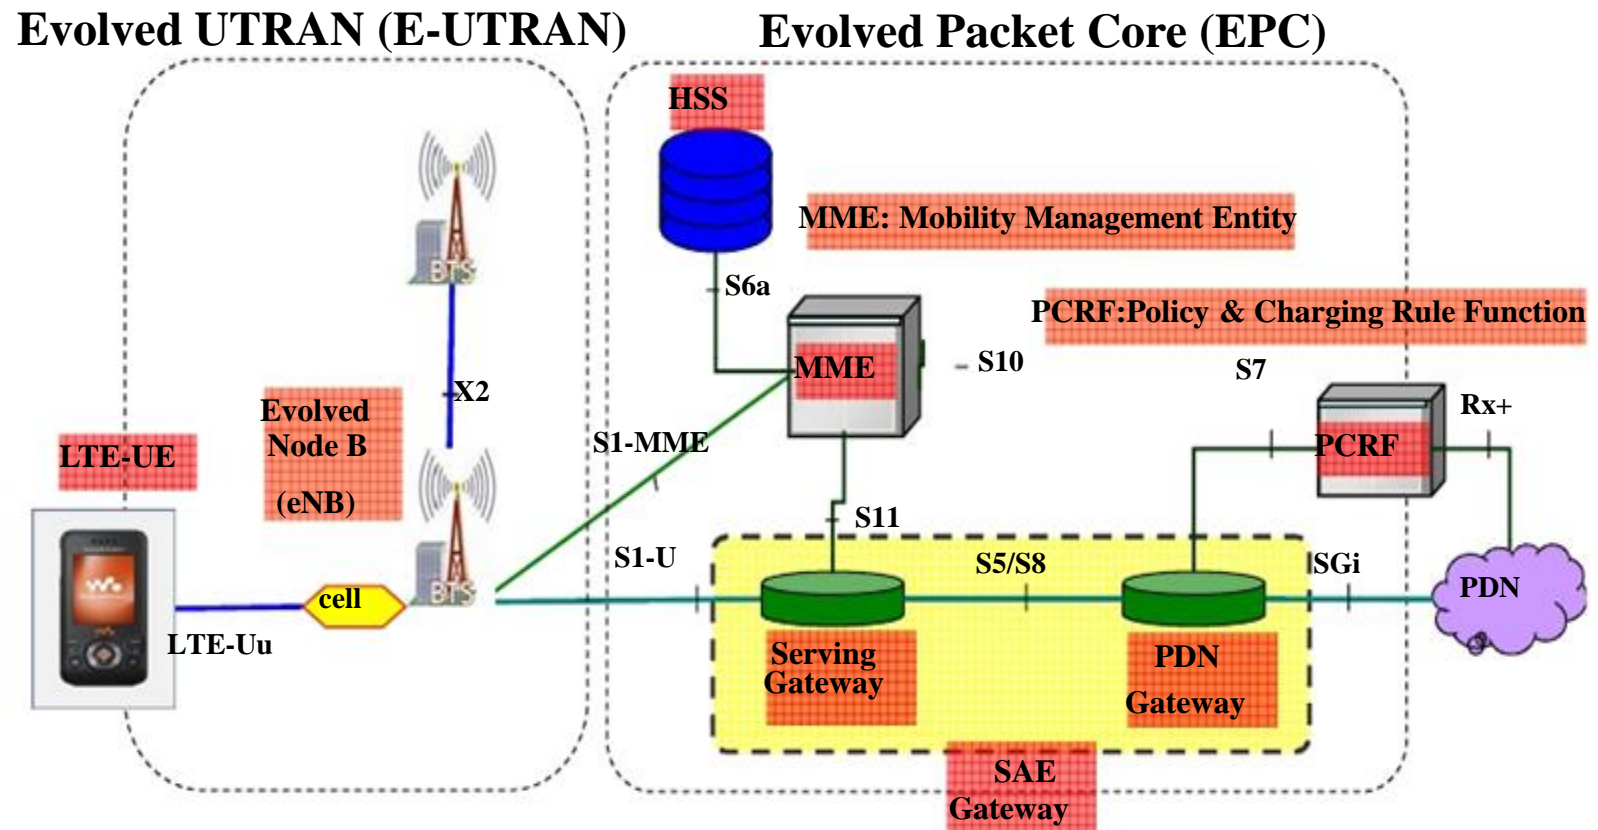 Evolved UTRAN (E-UTRAN)
Evolved Packet Core (EPC)
HSS
MME: Mobility Management Entity
S6a
PCRF:Policy & Charging Rule Function
MME
S10
S7
X2
Rx+
Evolved
Node B
(eNB)
LTE-UE
S1-MME
PCRF
BTS
S11
S1-U
S5/S8
SGi
cell
BTS
PDN
LTE-Uu
Serving
Gateway
PDN
Gateway
SAE
Gateway